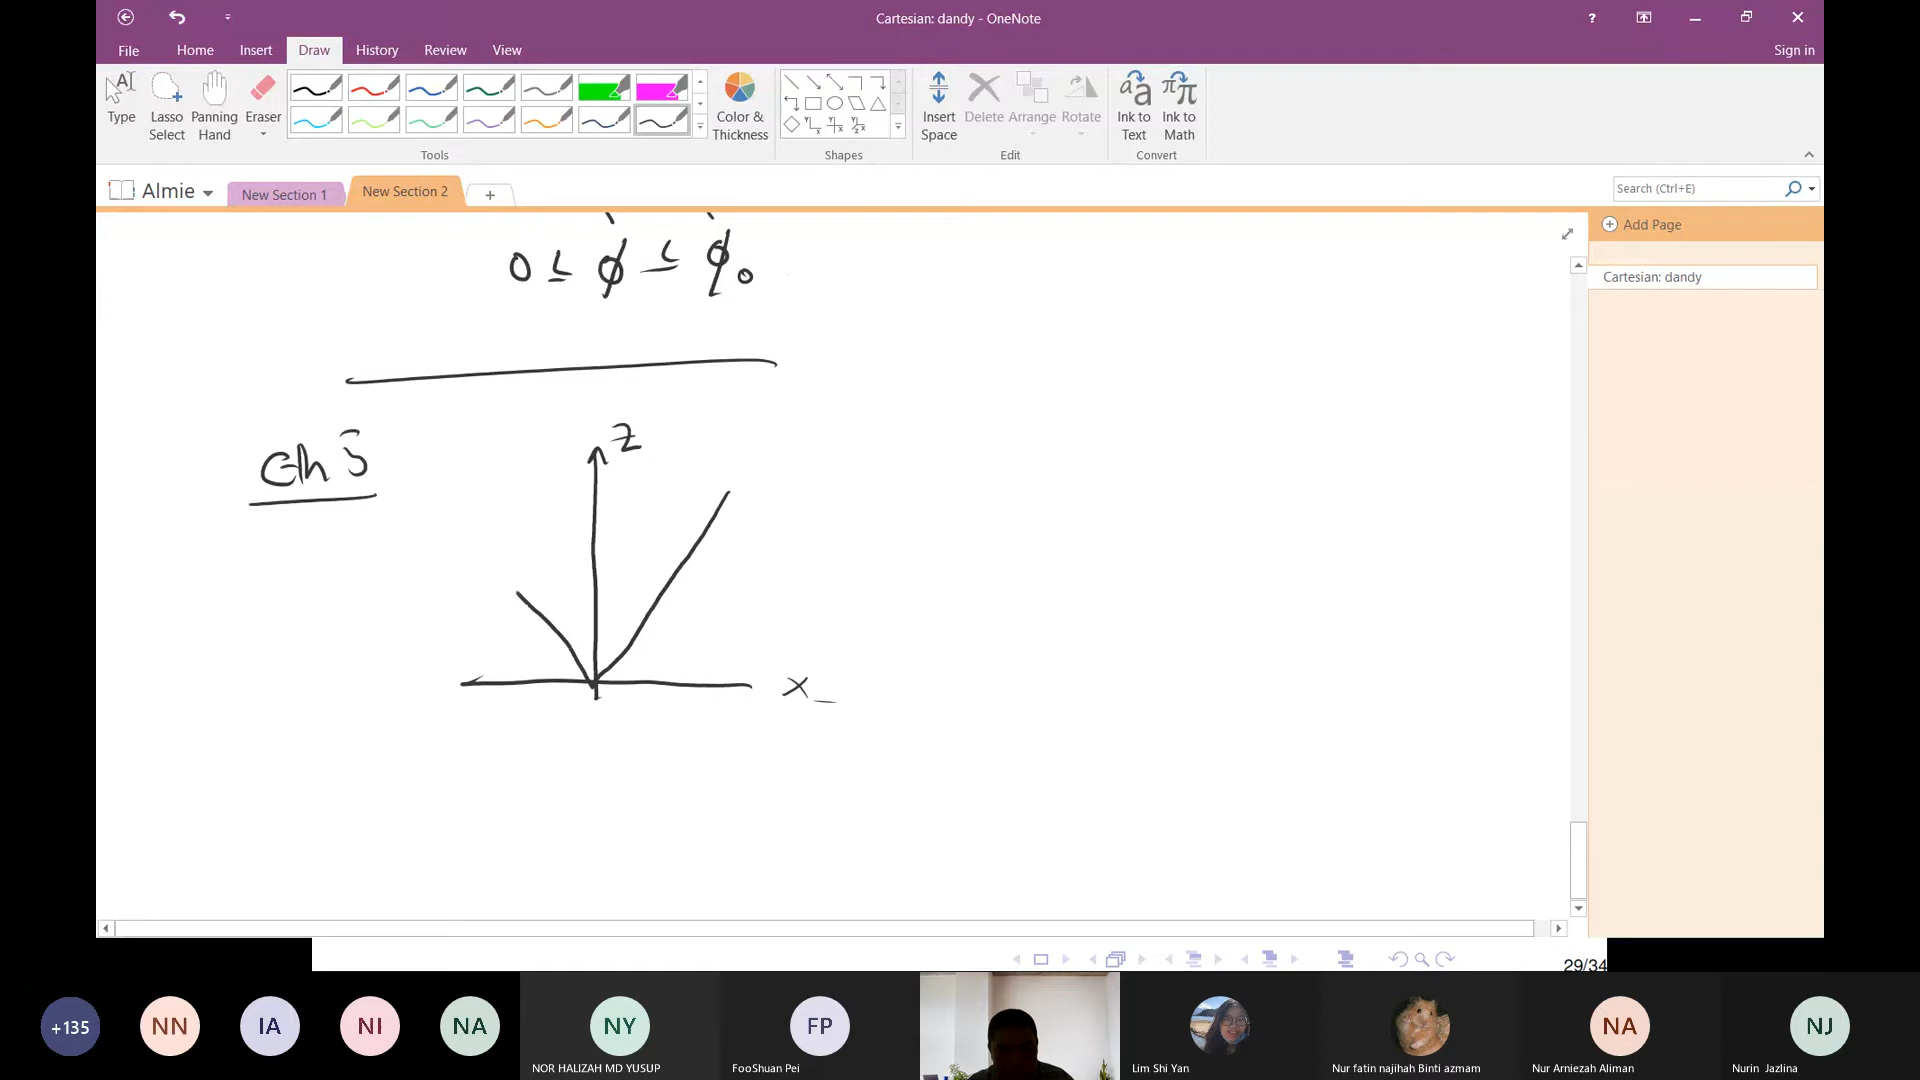 Cartesian: dandy - OneNote
?
File Home Insert Draw History Review View
Sign in
Type
Lasso Select
Panning Hand
Eraser
Color & Thickness
Insert Space
Delete
Arrange
Rotate
Ink to Text
Ink to Math
Tools
Shapes
Edit
Convert
Almie
New Section 1
New Section 2
+
Search (Ctrl+E)
Add Page
Cartesian: dandy
0 ≤ ϕ ≤ ϕ₀
Ch 5
z
x
29/34
+135
NN
IA
NI
NA
NY
NOR HALIZAH MD YUSUP
FP
FooShuan Pei
Lim Shi Yan
Nur fatin najihah Binti azmam
NA
Nur Arniezah Aliman
NJ
Nurin Jazlina